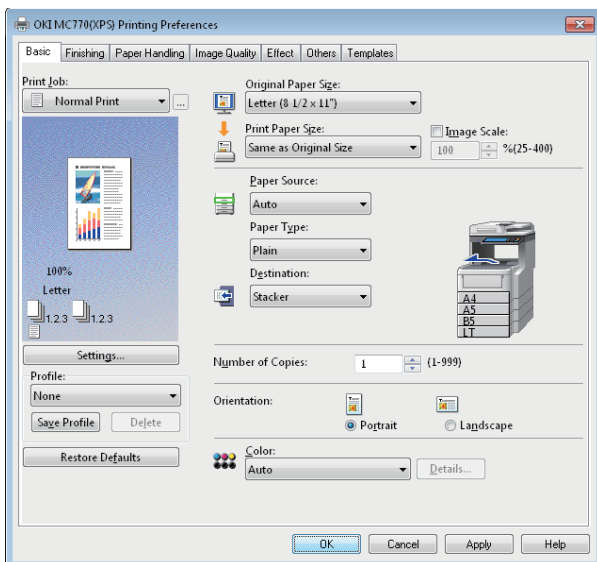 OKI MC770(XPS) Printing Preferences
Basic Finishing Paper Handling Image Quality Effect Others Templates
Print Job:
Normal Print
...
100%
Letter
1.2.3 1.2.3
Settings...
Profile:
None
Save Profile Delete
Restore Defaults
Original Paper Size:
Letter (8 1/2 x 11")
Print Paper Size:
Same as Original Size
Image Scale:
100 %(25-400)
Paper Source:
Auto
Paper Type:
Plain
Destination:
Stacker
A4
A5
B5
LT
Number of Copies: 1 (1-999)
Orientation:
Portrait Landscape
Color:
Auto
Details...
OK Cancel Apply Help